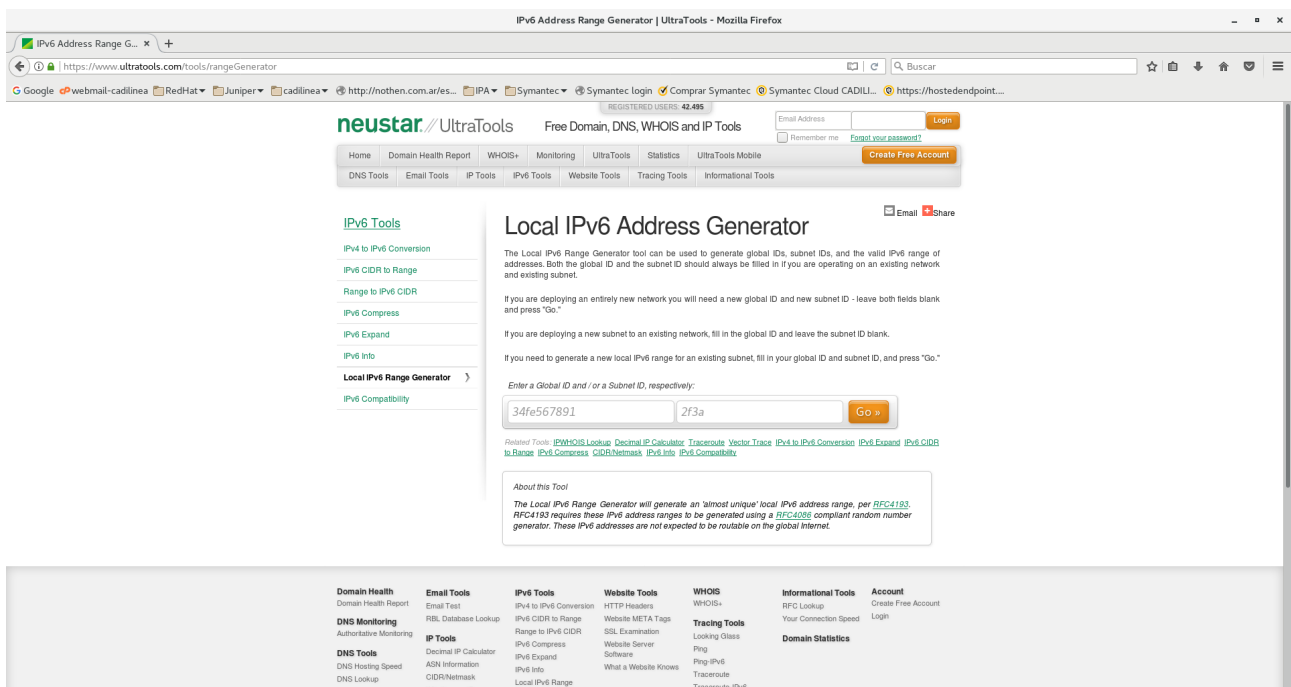 IPv6 Address Range Generator | UltraTools - Mozilla Firefox
IPv6 Address Range G...
https://www.ultratools.com/tools/rangeGenerator
Buscar
Google webmail-cadilinea RedHat Juniper cadilinea http://nothen.com.ar/es... IPA Symantec Symantec login Comprar Symantec Symantec Cloud CADILI... https://hostedendpoint....
REGISTERED USERS: 42.495
neustar // UltraTools Free Domain, DNS, WHOIS and IP Tools
Email Address Login
Remember me Forgot your password?
Home Domain Health Report WHOIS+ Monitoring UltraTools Statistics UltraTools Mobile Create Free Account
DNS Tools Email Tools IP Tools IPv6 Tools Website Tools Tracing Tools Informational Tools
Email Share
IPv6 Tools
IPv4 to IPv6 Conversion
IPv6 CIDR to Range
Range to IPv6 CIDR
IPv6 Compress
IPv6 Expand
IPv6 Info
Local IPv6 Range Generator
IPv6 Compatibility
Local IPv6 Address Generator
The Local IPv6 Range Generator tool can be used to generate global IDs, subnet IDs, and the valid IPv6 range of
addresses. Both the global ID and the subnet ID should always be filled in if you are operating on an existing network
and existing subnet.
If you are deploying an entirely new network you will need a new global ID and new subnet ID - leave both fields blank
and press "Go."
If you are deploying a new subnet to an existing network, fill in the global ID and leave the subnet ID blank.
If you need to generate a new local IPv6 range for an existing subnet, fill in your global ID and subnet ID, and press "Go."
Enter a Global ID and / or a Subnet ID, respectively:
34fe567891 2f3a Go »
Related Tools: IPWHOIS Lookup Decimal IP Calculator Traceroute Vector Trace IPv4 to IPv6 Conversion IPv6 Expand IPv6 CIDR
to Range IPv6 Compress CIDR/Netmask IPv6 Info IPv6 Compatibility
About this Tool
The Local IPv6 Range Generator will generate an 'almost unique' local IPv6 address range, per RFC4193.
RFC4193 requires these IPv6 address ranges to be generated using a RFC4086 compliant random number
generator. These IPv6 addresses are not expected to be routable on the global Internet.
Domain Health
Domain Health Report
DNS Monitoring
Authoritative Monitoring
DNS Tools
DNS Hosting Speed
DNS Lookup
Email Tools
Email Test
RBL Database Lookup
IP Tools
Decimal IP Calculator
ASN Information
CIDR/Netmask
IPv6 Tools
IPv4 to IPv6 Conversion
IPv6 CIDR to Range
Range to IPv6 CIDR
IPv6 Compress
IPv6 Expand
IPv6 Info
Local IPv6 Range
Website Tools
HTTP Headers
Website META Tags
SSL Examination
Website Server
Software
What a Website Knows
WHOIS
WHOIS+
Tracing Tools
Looking Glass
Ping
Ping-IPv6
Traceroute
Traceroute-IPv6
Informational Tools
RFC Lookup
Your Connection Speed
Domain Statistics
Account
Create Free Account
Login